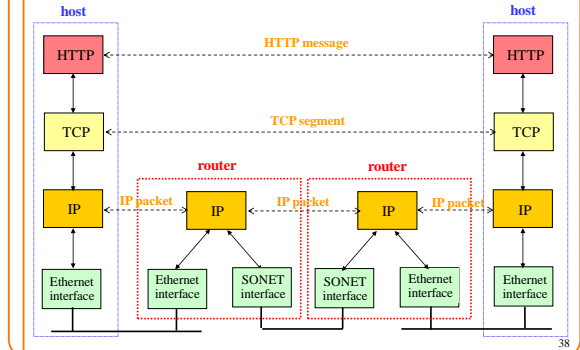 host
host
HTTP
HTTP message
HTTP
TCP
TCP segment
TCP
router
router
IP
IP packet
IP
IP packet
IP
IP packet
IP
Ethernet
interface
Ethernet
interface
SONET
interface
SONET
interface
Ethernet
interface
Ethernet
interface
38